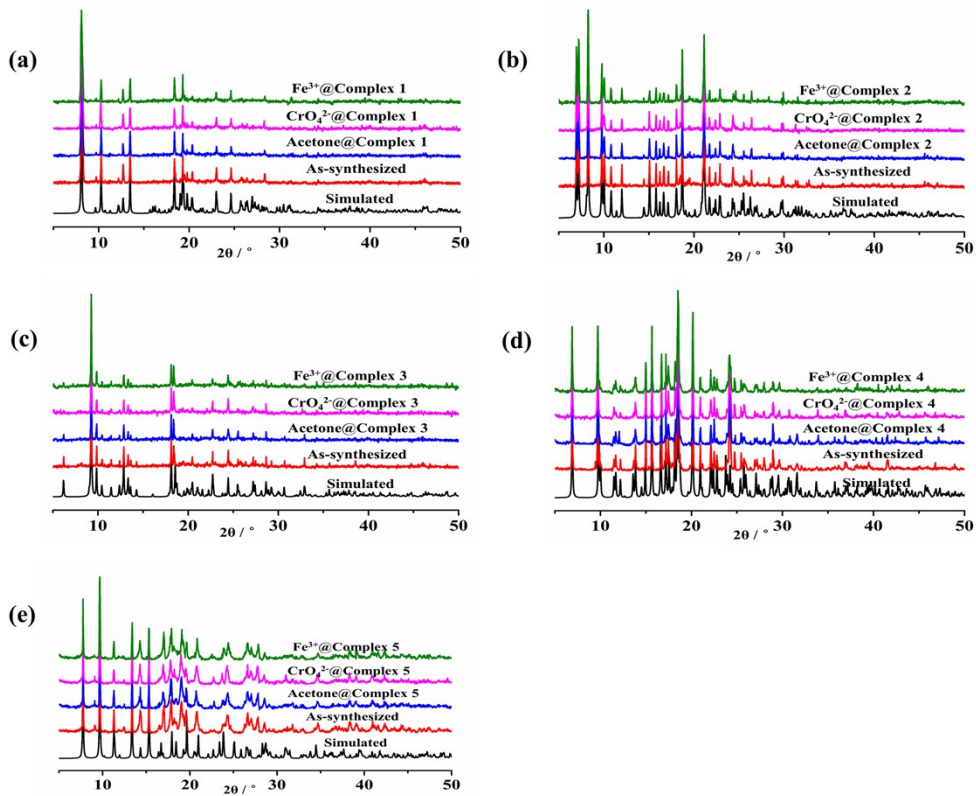 (a)
Fe³⁺@Complex 1
CrO₄²⁻@Complex 1
Acetone@Complex 1
As-synthesized
Simulated
10 20 30 40 50
2θ / °
(b)
Fe³⁺@Complex 2
CrO₄²⁻@Complex 2
Acetone@Complex 2
As-synthesized
Simulated
10 20 30 40 50
2θ / °
(c)
Fe³⁺@Complex 3
CrO₄²⁻@Complex 3
Acetone@Complex 3
As-synthesized
Simulated
10 20 30 40 50
2θ / °
(d)
Fe³⁺@Complex 4
CrO₄²⁻@Complex 4
Acetone@Complex 4
As-synthesized
Simulated
10 20 30 40 50
2θ / °
(e)
Fe³⁺@Complex 5
CrO₄²⁻@Complex 5
Acetone@Complex 5
As-synthesized
Simulated
10 20 30 40 50
2θ / °